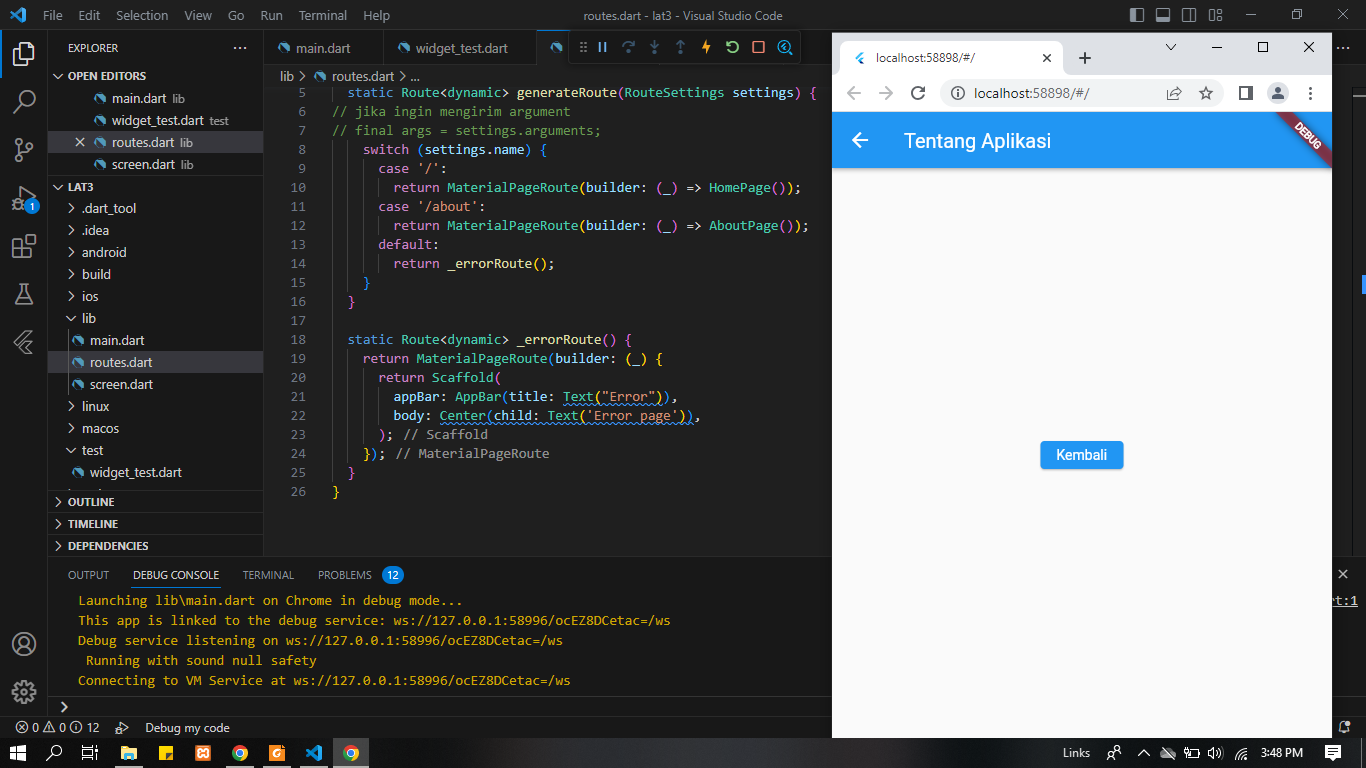 File Edit Selection View Go Run Terminal Help routes.dart - lat3 - Visual Studio Code
EXPLORER
OPEN EDITORS
main.dart lib
widget_test.dart test
routes.dart lib
screen.dart lib
LAT3
.dart_tool
.idea
android
build
ios
lib
main.dart
routes.dart
screen.dart
linux
macos
test
widget_test.dart
OUTLINE
TIMELINE
DEPENDENCIES
1
main.dart widget_test.dart
lib > routes.dart > ...
5 static Route<dynamic> generateRoute(RouteSettings settings) {
6 // jika ingin mengirim argument
7 // final args = settings.arguments;
8 switch (settings.name) {
9 case '/':
10 return MaterialPageRoute(builder: (_) => HomePage());
11 case '/about':
12 return MaterialPageRoute(builder: (_) => AboutPage());
13 default:
14 return _errorRoute();
15 }
16 }
17
18 static Route<dynamic> _errorRoute() {
19 return MaterialPageRoute(builder: (_) {
20 return Scaffold(
21 appBar: AppBar(title: Text("Error")),
22 body: Center(child: Text('Error page')),
23 ); // Scaffold
24 }); // MaterialPageRoute
25 }
26 }
OUTPUT DEBUG CONSOLE TERMINAL PROBLEMS 12
Launching lib\main.dart on Chrome in debug mode...
This app is linked to the debug service: ws://127.0.0.1:58996/ocEZ8DCetac=/ws
Debug service listening on ws://127.0.0.1:58996/ocEZ8DCetac=/ws
Running with sound null safety
Connecting to VM Service at ws://127.0.0.1:58996/ocEZ8DCetac=/ws
rt:1
localhost:58898/#/
localhost:58898/#/
Tentang Aplikasi
DEBUG
Kembali
0 0 12 Debug my code
Links 3:48 PM